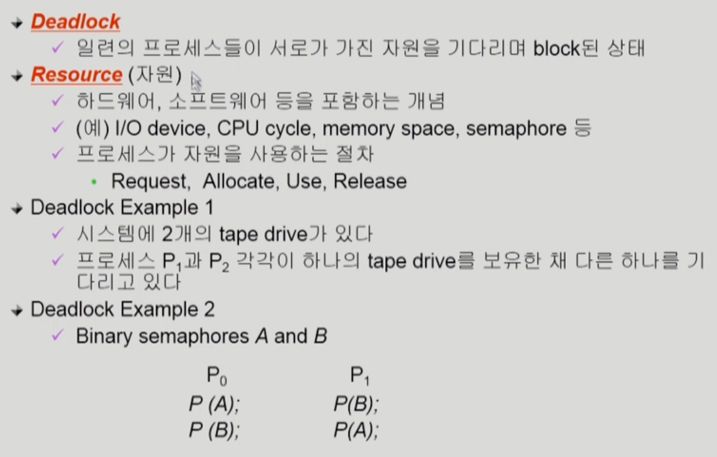 Deadlock
일련의 프로세스들이 서로가 가진 자원을 기다리며 block된 상태
Resource (자원)
하드웨어, 소프트웨어 등을 포함하는 개념
(예) I/O device, CPU cycle, memory space, semaphore 등
프로세스가 자원을 사용하는 절차
Request, Allocate, Use, Release
Deadlock Example 1
시스템에 2개의 tape drive가 있다
프로세스 P₁과 P₂ 각각이 하나의 tape drive를 보유한 채 다른 하나를 기
다리고 있다
Deadlock Example 2
Binary semaphores A and B
P₀ P₁
P (A); P(B);
P (B); P(A);